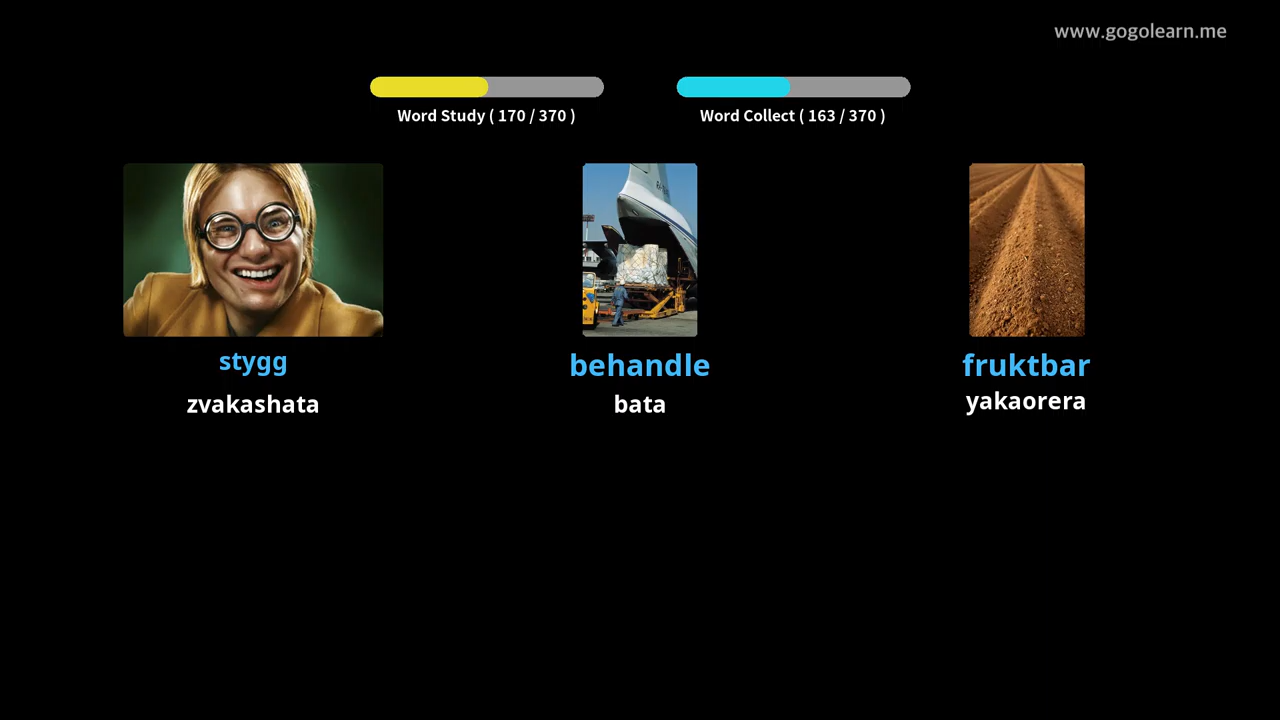 www.gogolearn.me
Word Study ( 170 / 370 )
Word Collect ( 163 / 370 )
stygg
behandle
fruktbar
zvakashata
bata
yakaorera